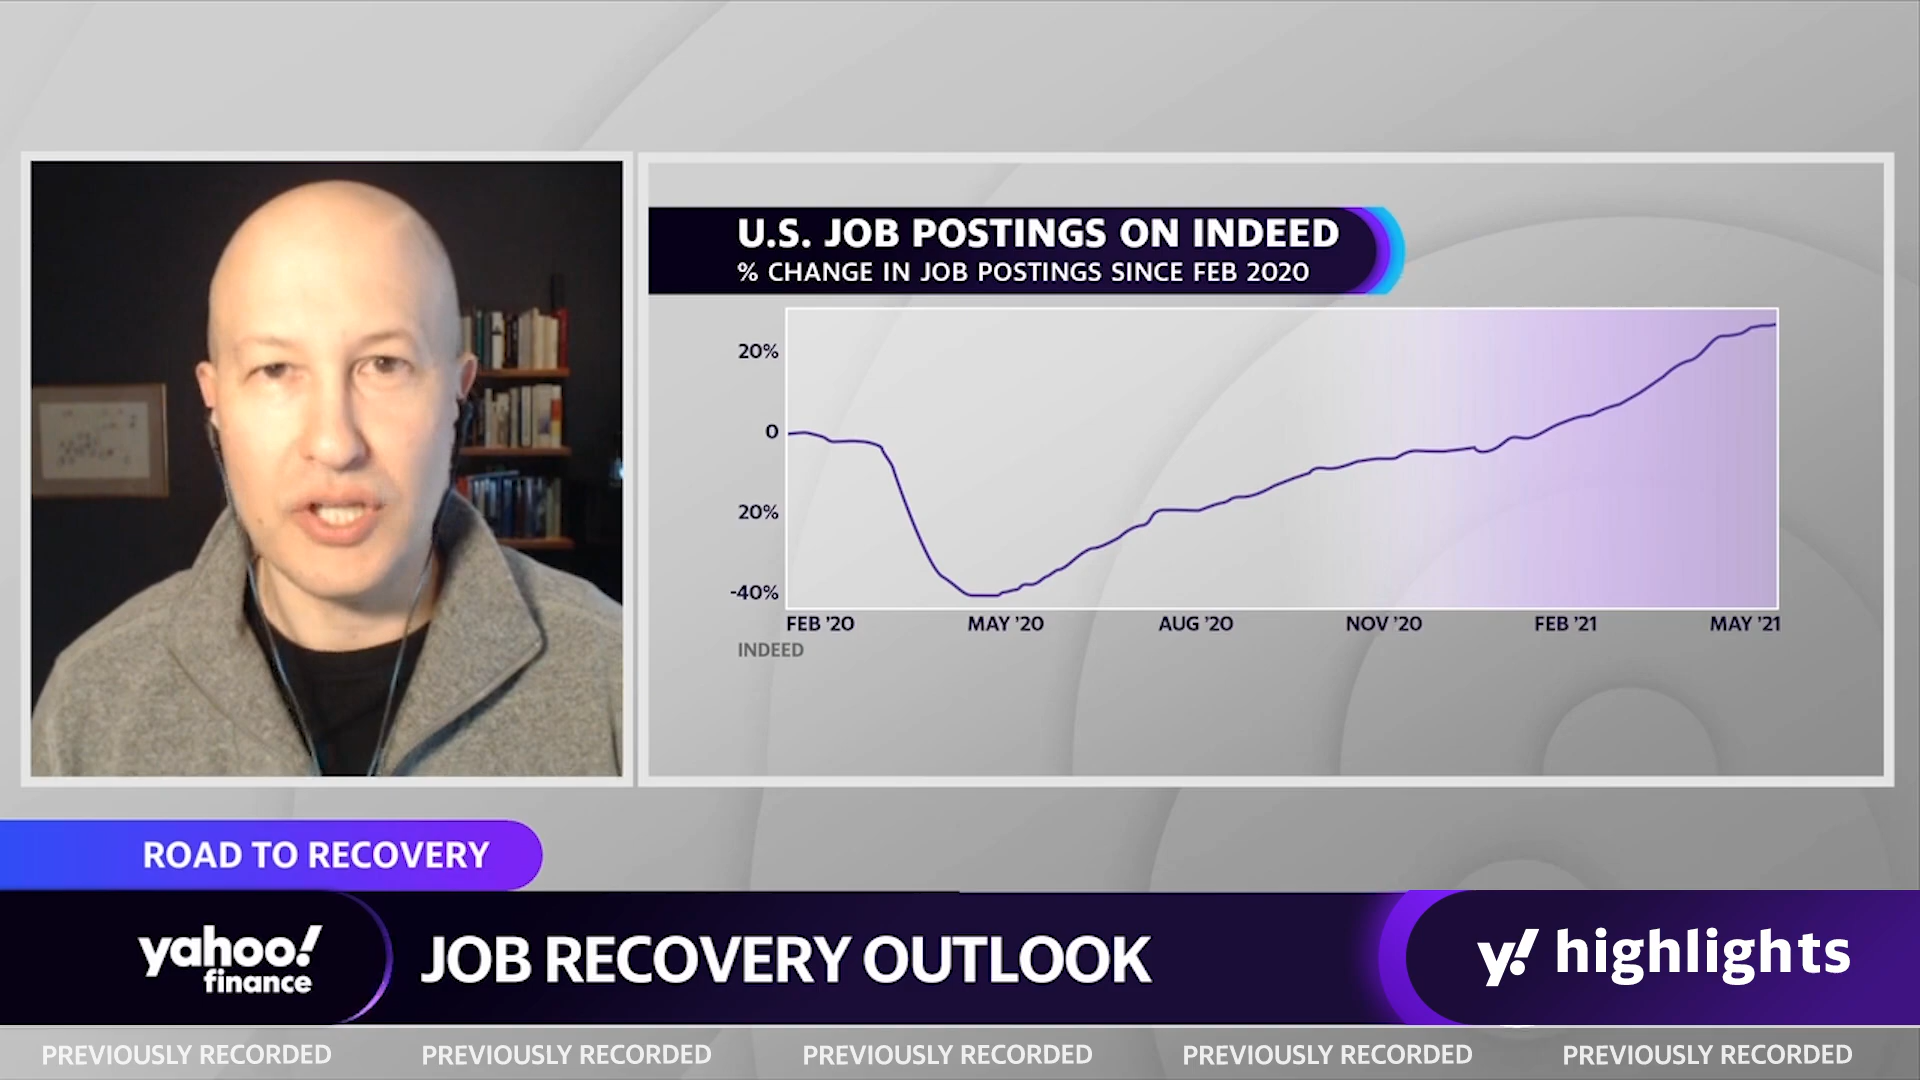 U.S. JOB POSTINGS ON INDEED
% CHANGE IN JOB POSTINGS SINCE FEB 2020
20%
0
20%
-40%
FEB '20 MAY '20 AUG '20 NOV '20 FEB '21 MAY '21
INDEED
ROAD TO RECOVERY
yahoo!
finance
JOB RECOVERY OUTLOOK
y! highlights
PREVIOUSLY RECORDED PREVIOUSLY RECORDED PREVIOUSLY RECORDED PREVIOUSLY RECORDED PREVIOUSLY RECORDED